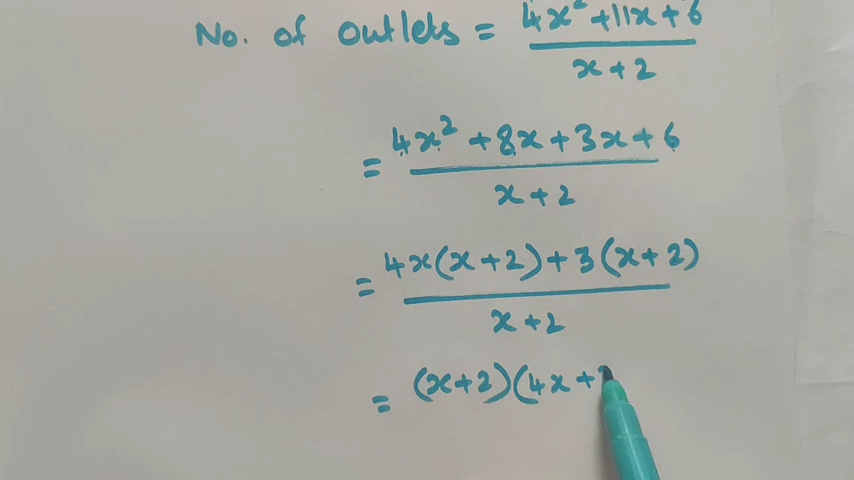 No. of outlets = 4x² + 11x + 6
x + 2
= 4x² + 8x + 3x + 6
x + 2
= 4x(x + 2) + 3(x + 2)
x + 2
= (x+2)(4x +